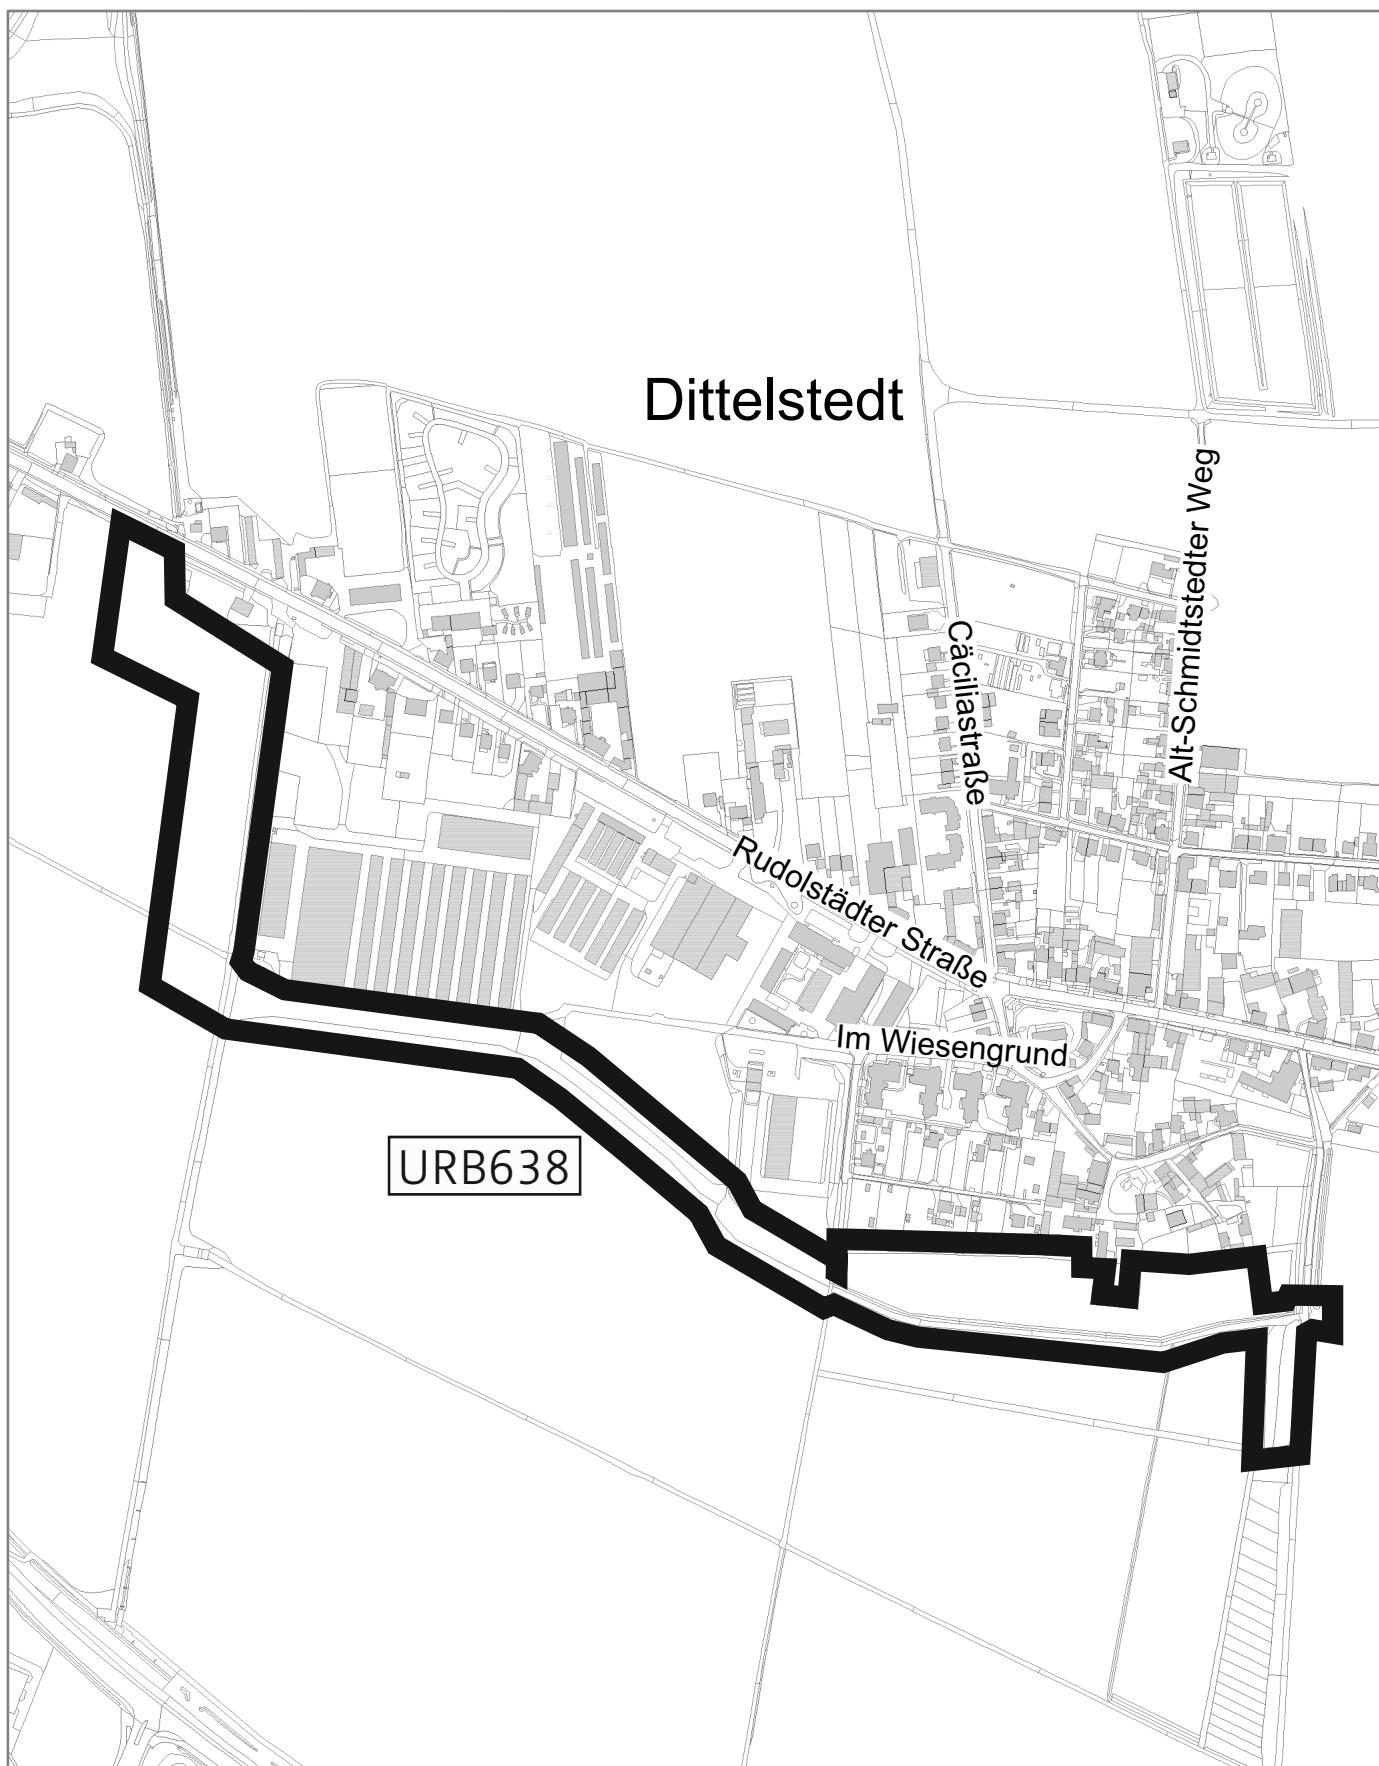 Dittelstedt
Alt-Schmidtstedter Weg
Cäciliastraße
Rudolstädter Straße
Im Wiesengrund
URB638